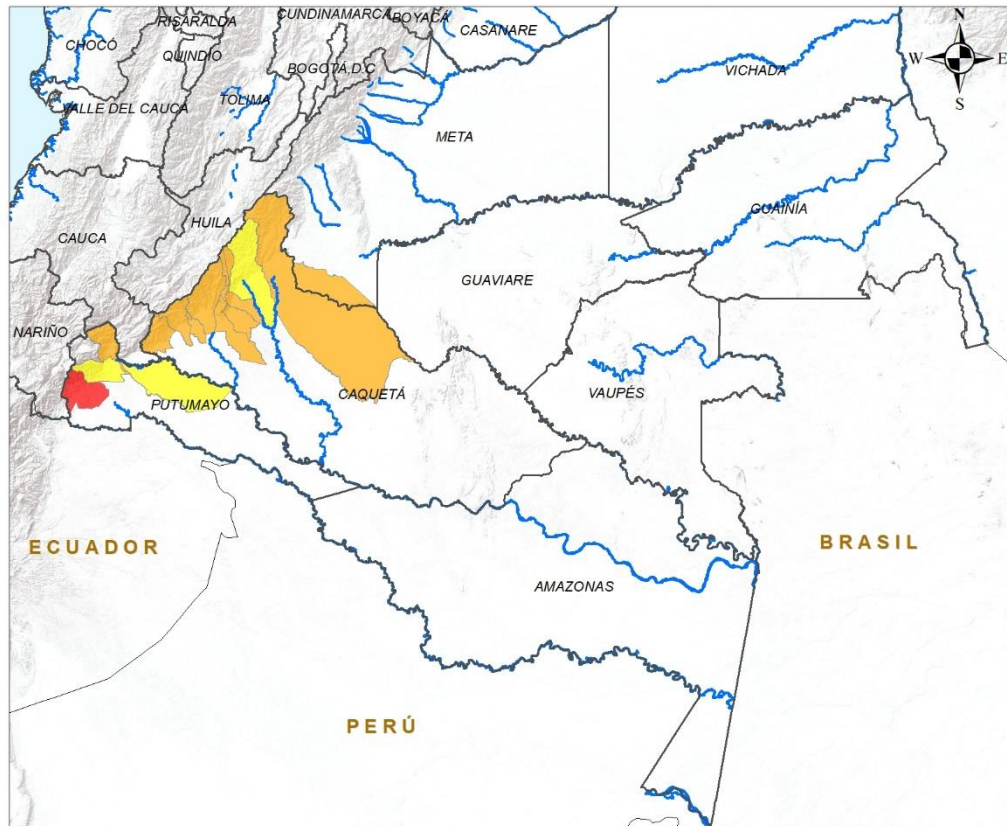 RISARALDA
CUNDINAMARCA
BOYACÁ
CASANARE
CHOCÓ
QUINDIO
BOGOTÁ D.C
N
W E
S
VICHADA
VALLE DEL CAUCA
TOLIMA
META
HUILA
GUAINÍA
CAUCA
GUAVIARE
NARIÑO
CAQUETÁ
VAUPÉS
PUTUMAYO
ECUADOR
BRASIL
AMAZONAS
PERÚ